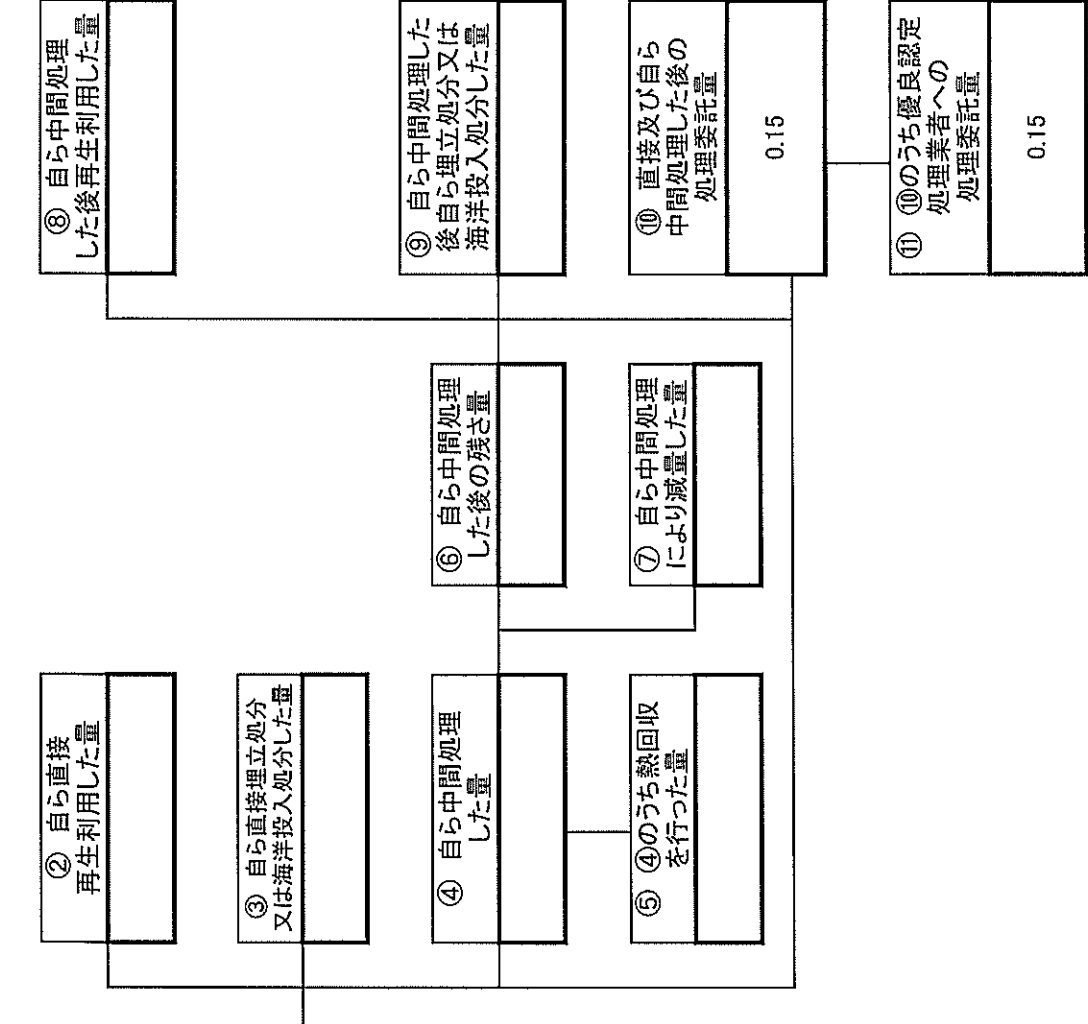 ② 自ら直接
再生利用した量
③ 自ら直接埋立処分
又は海洋投入処分した量
④ 自ら中間処理
した量
⑤ ④のうち熱回収
を行った量
⑥ 自ら中間処理
した後の残さ量
⑦ 自ら中間処理
により減量した量
⑧ 自ら中間処理
した後再生利用した量
⑨ 自ら中間処理した
後自ら埋立処分又は
海洋投入処分した量
⑩ 直接及び自ら
中間処理した後の
処理委託量
0.15
⑪ ⑩のうち優良認定
処理業者への
処理委託量
0.15